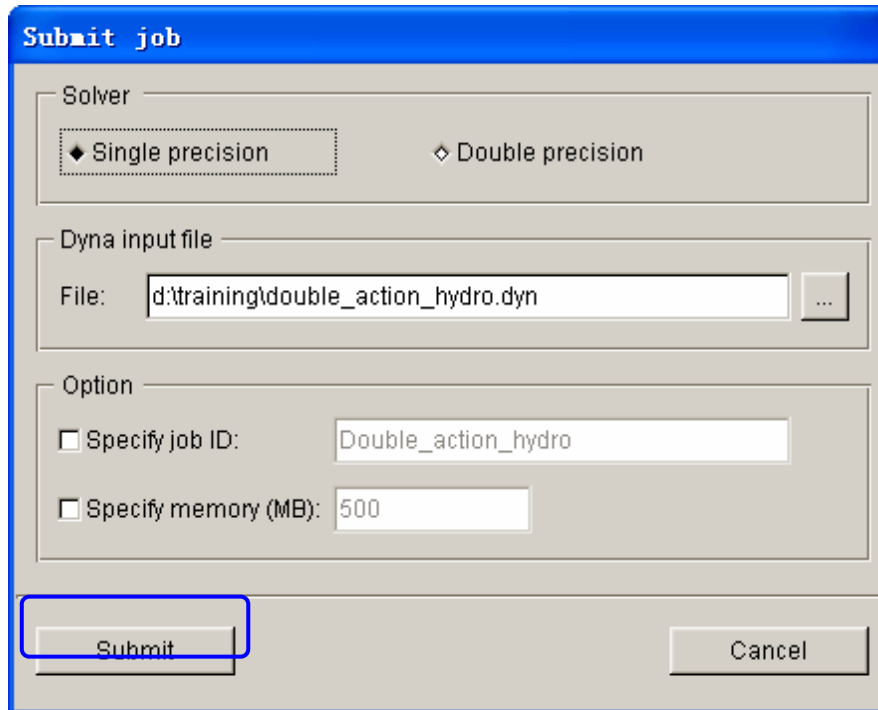 Submit job
Solver
Single precision Double precision
Dyna input file
File: d:\training\double_action_hydro.dyn ...
Option
Specify job ID: Double_action_hydro
Specify memory (MB): 500
Submit Cancel